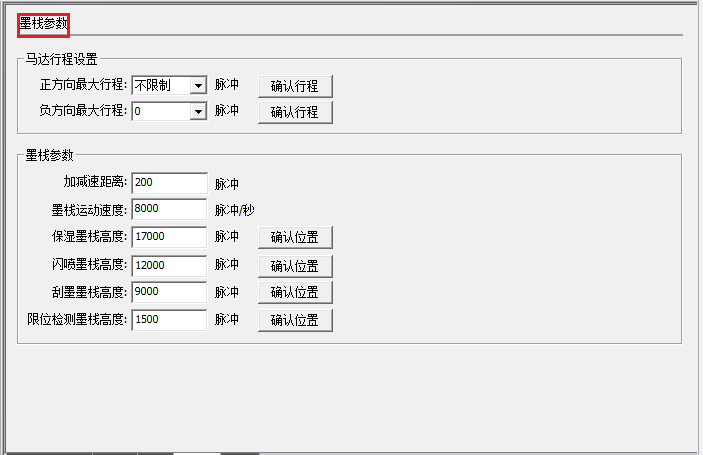 墨栈参数
马达行程设置
正方向最大行程: 不限制 脉冲 确认行程
负方向最大行程: 0 脉冲 确认行程
墨栈参数
加减速距离: 200 脉冲
墨栈运动速度: 8000 脉冲/秒
保湿墨栈高度: 17000 脉冲 确认位置
闪喷墨栈高度: 12000 脉冲 确认位置
刮墨墨栈高度: 9000 脉冲 确认位置
限位检测墨栈高度: 1500 脉冲 确认位置